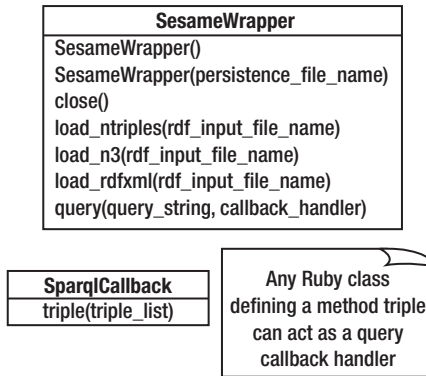 SesameWrapper
SesameWrapper()
SesameWrapper(persistence_file_name)
close()
load_ntriples(rdf_input_file_name)
load_n3(rdf_input_file_name)
load_rdfxml(rdf_input_file_name)
query(query_string, callback_handler)
SparqlCallback
triple(triple_list)
Any Ruby class
defining a method triple
can act as a query
callback handler